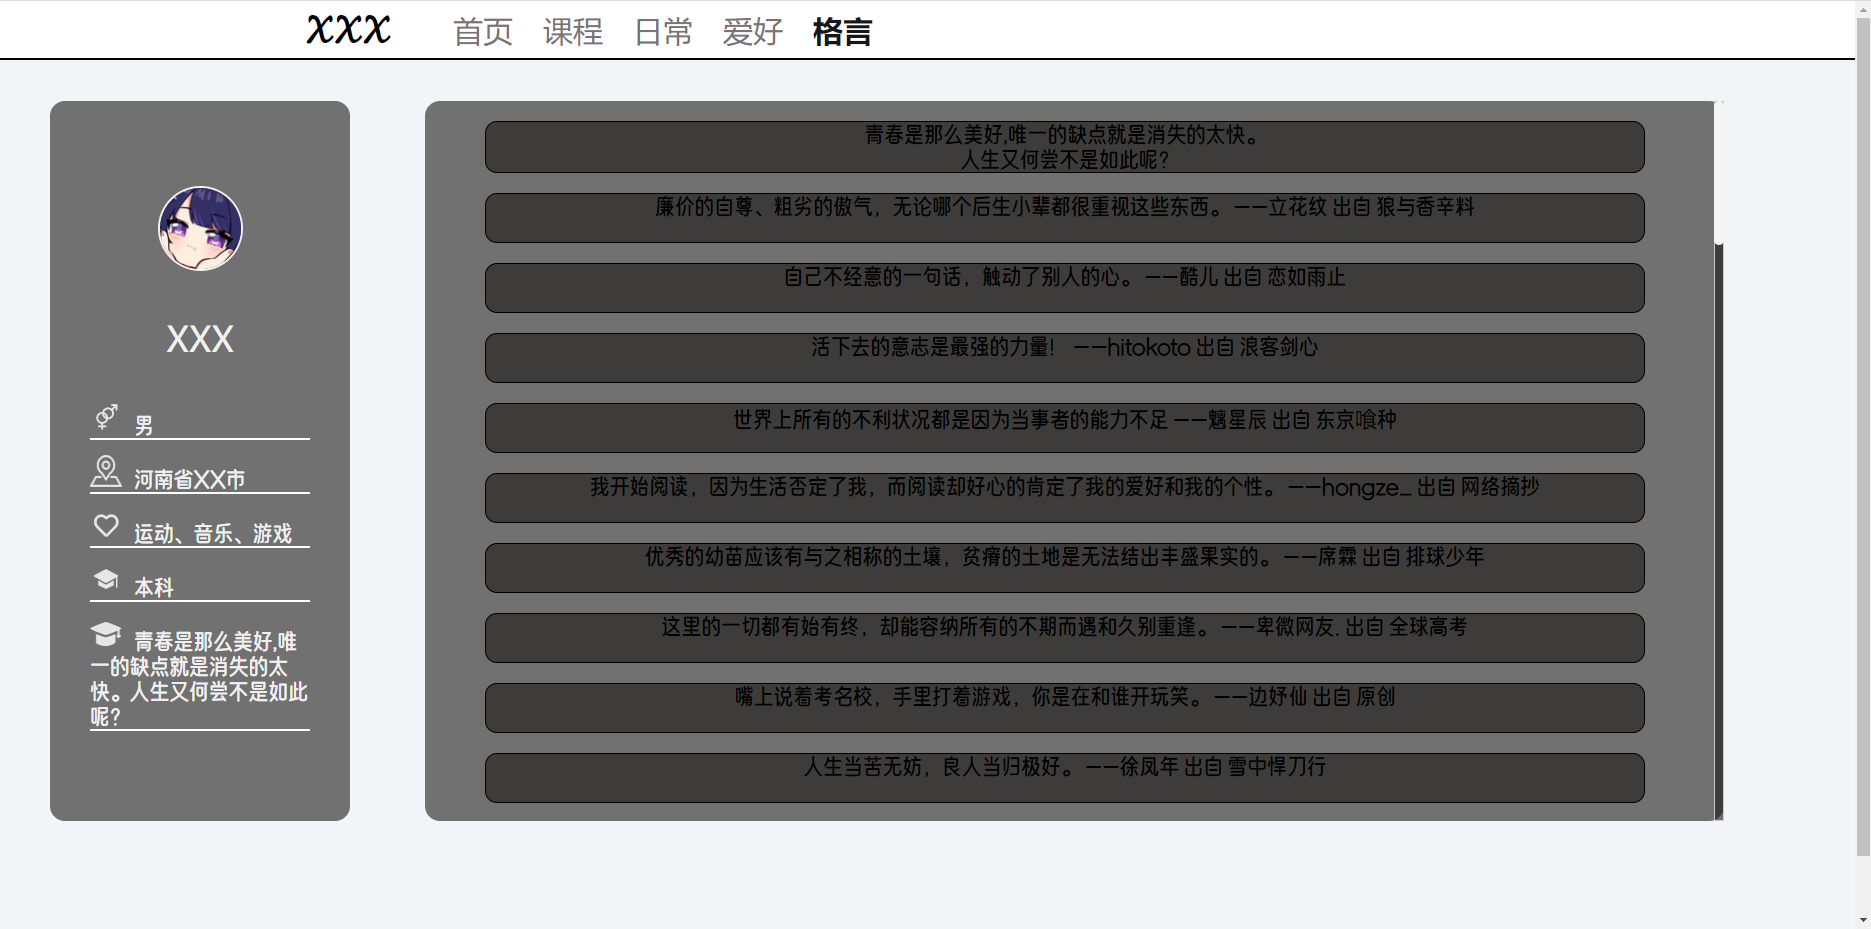 XXX
首页 课程 日常 爱好 格言
XXX
男
河南省XX市
运动、音乐、游戏
本科
青春是那么美好,唯
一的缺点就是消失的太
快。人生又何尝不是如此
呢?
青春是那么美好,唯一的缺点就是消失的太快。
人生又何尝不是如此呢?
廉价的自尊、粗劣的傲气，无论哪个后生小辈都很重视这些东西。——立花纹 出自 狼与香辛料
自己不经意的一句话，触动了别人的心。——酷儿 出自 恋如雨止
活下去的意志是最强的力量！ ——hitokoto 出自 浪客剑心
世界上所有的不利状况都是因为当事者的能力不足 ——魑星辰 出自 东京喰种
我开始阅读，因为生活否定了我，而阅读却好心的肯定了我的爱好和我的个性。——hongze_ 出自 网络摘抄
优秀的幼苗应该有与之相称的土壤，贫瘠的土地是无法结出丰盛果实的。——席霖 出自 排球少年
这里的一切都有始有终，却能容纳所有的不期而遇和久别重逢。——卑微网友. 出自 全球高考
嘴上说着考名校，手里打着游戏，你是在和谁开玩笑。——边妤仙 出自 原创
人生当苦无妨，良人当归极好。——徐凤年 出自 雪中悍刀行